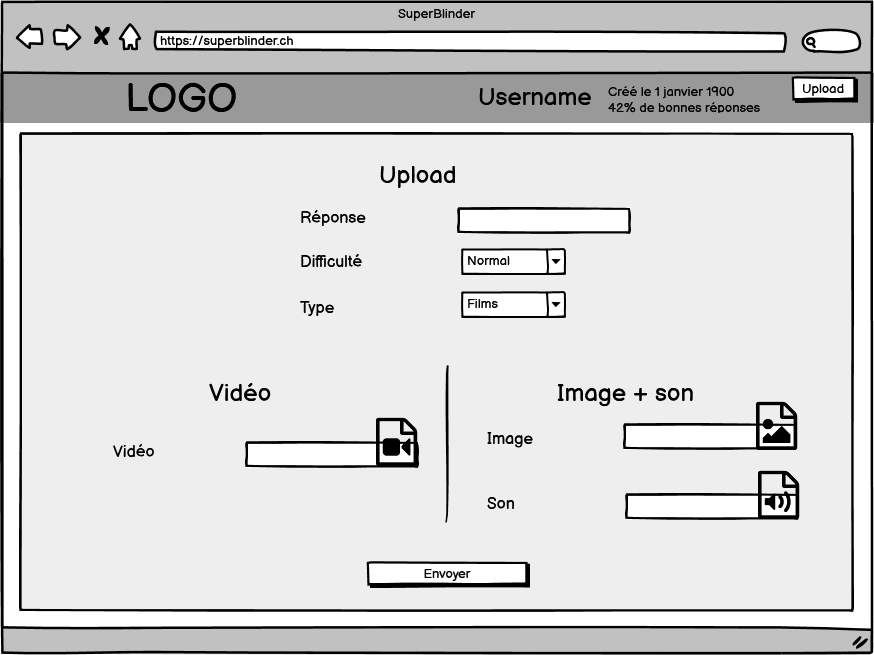 SuperBlinder
https://superblinder.ch
LOGO
Username
Créé le 1 janvier 1900
42% de bonnes réponses
Upload
Upload
Réponse
Difficulté
Normal
Type
Films
Vidéo
Vidéo
Image + son
Image
Son
Envoyer